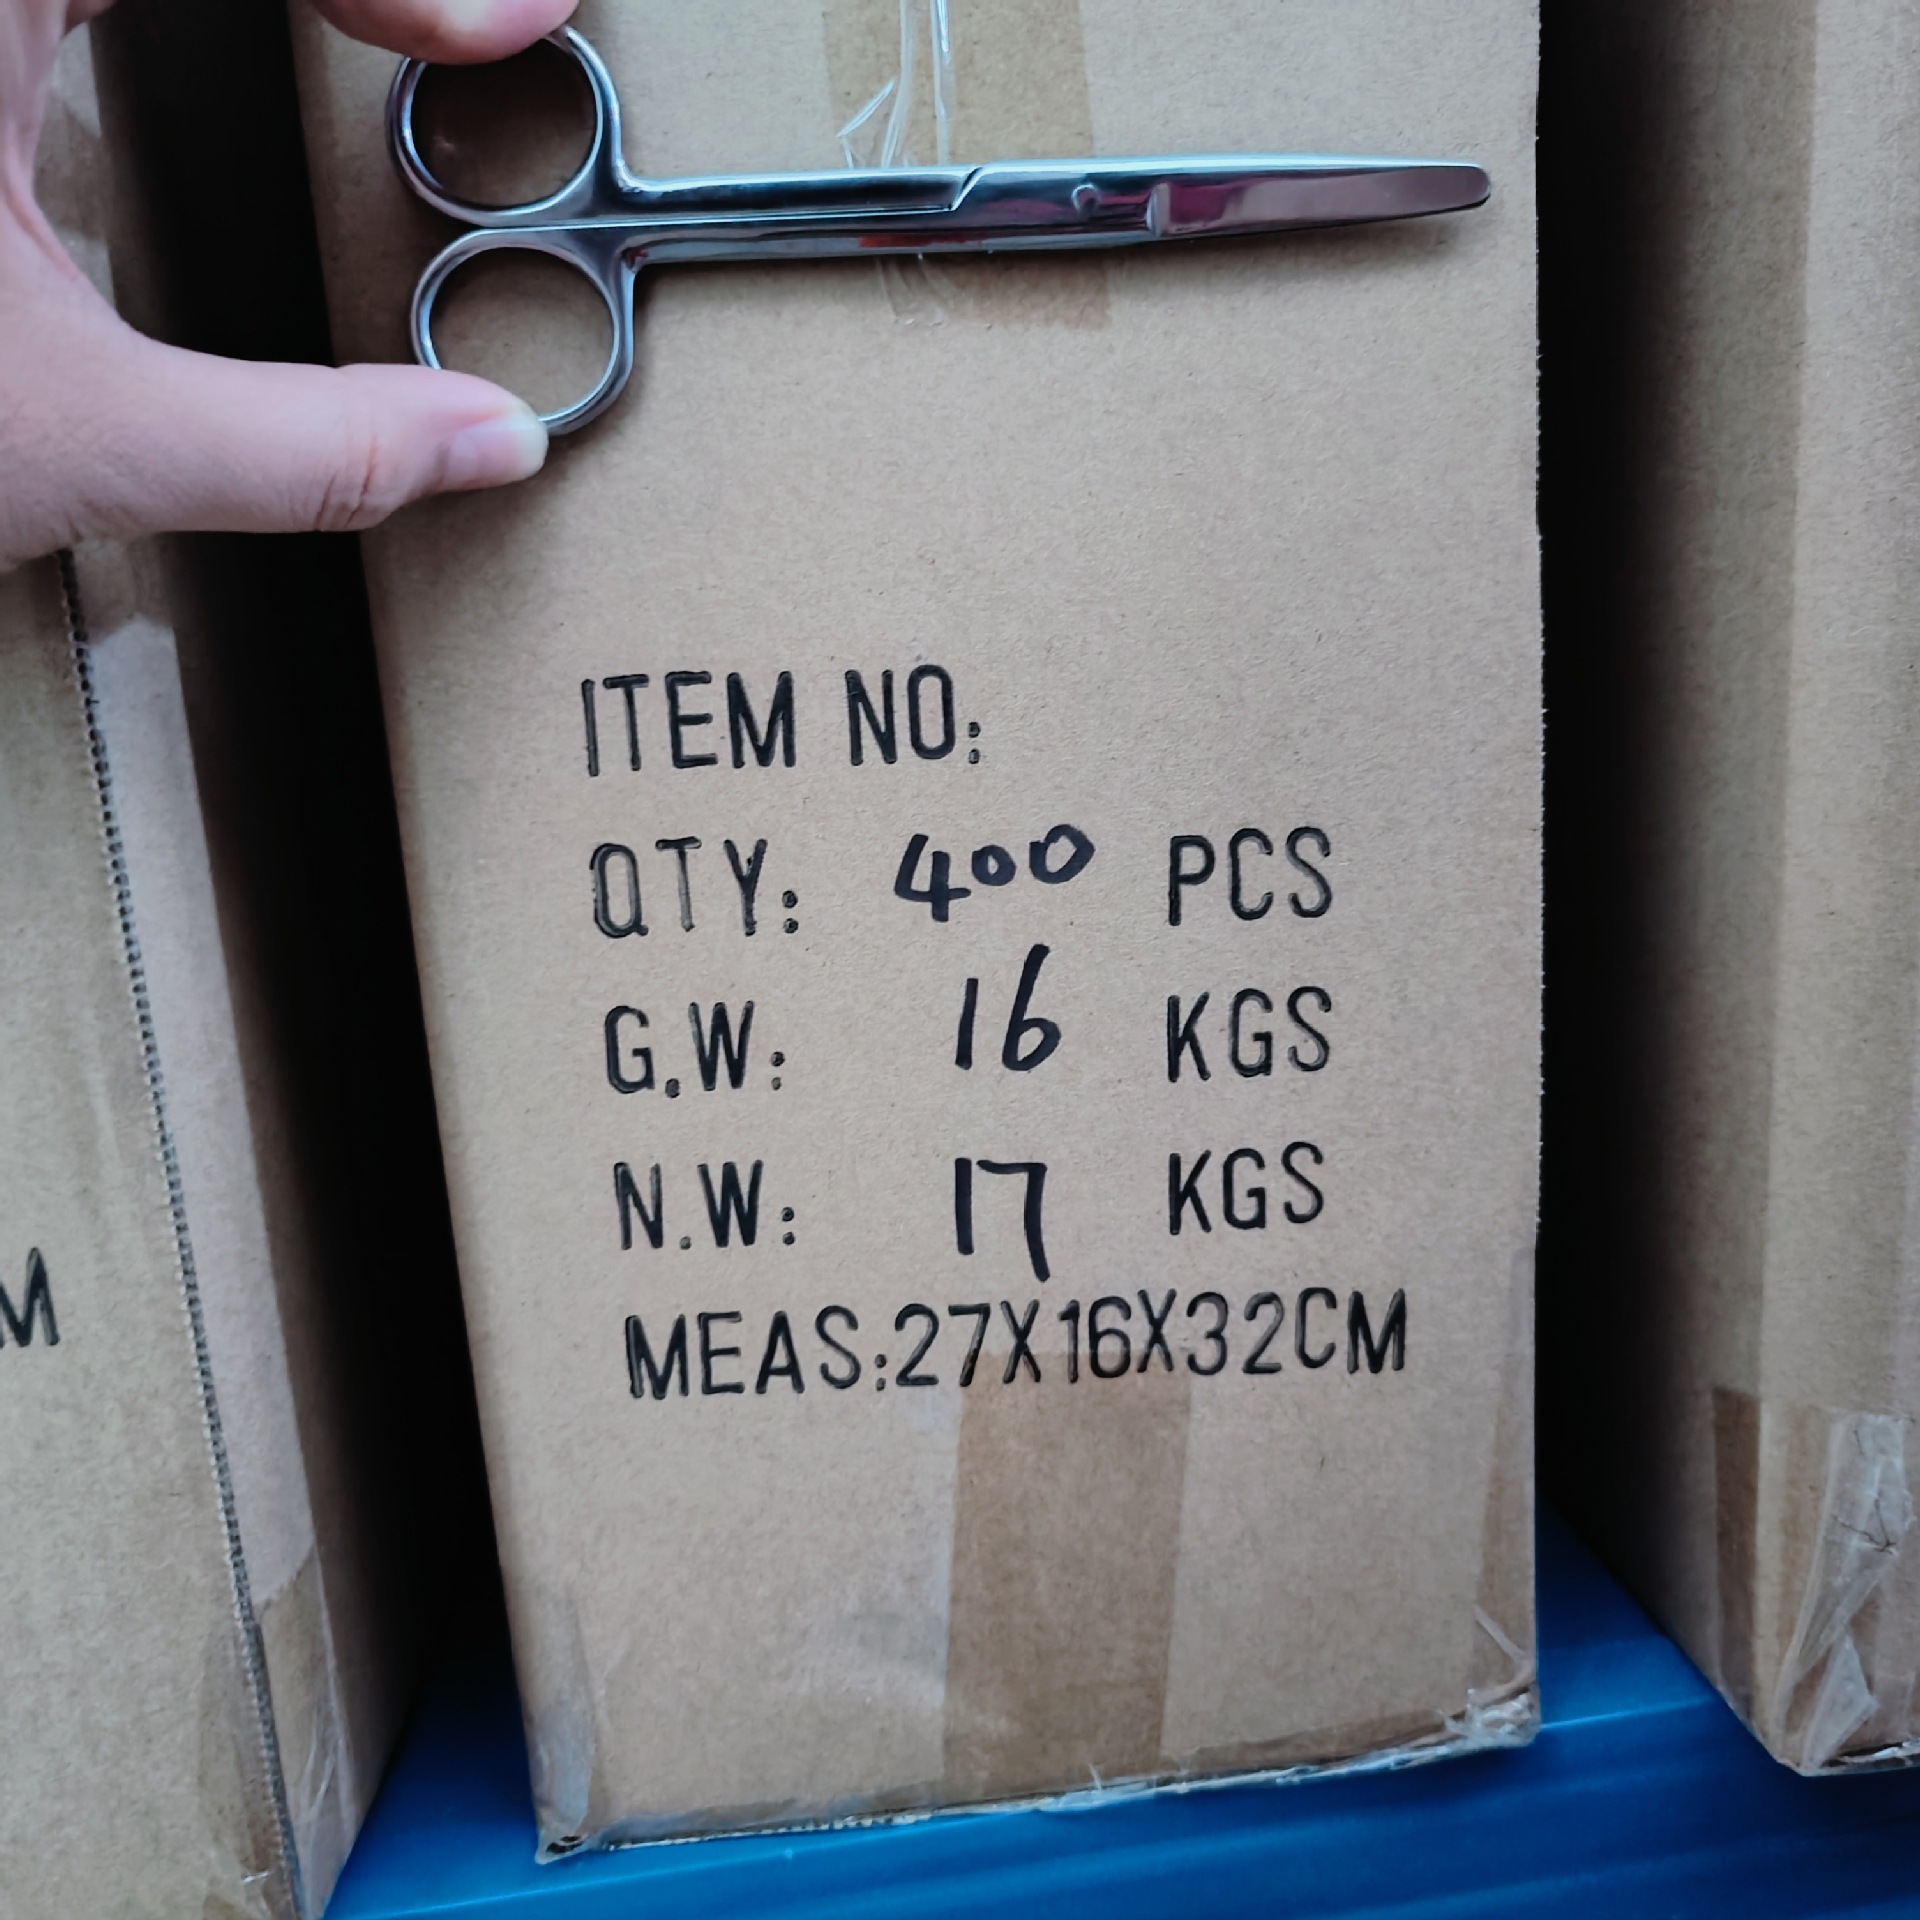 ITEM NO:
QTY: 400 PCS
G.W: 16 KGS
N.W: 17 KGS
MEAS:27X16X32CM
M